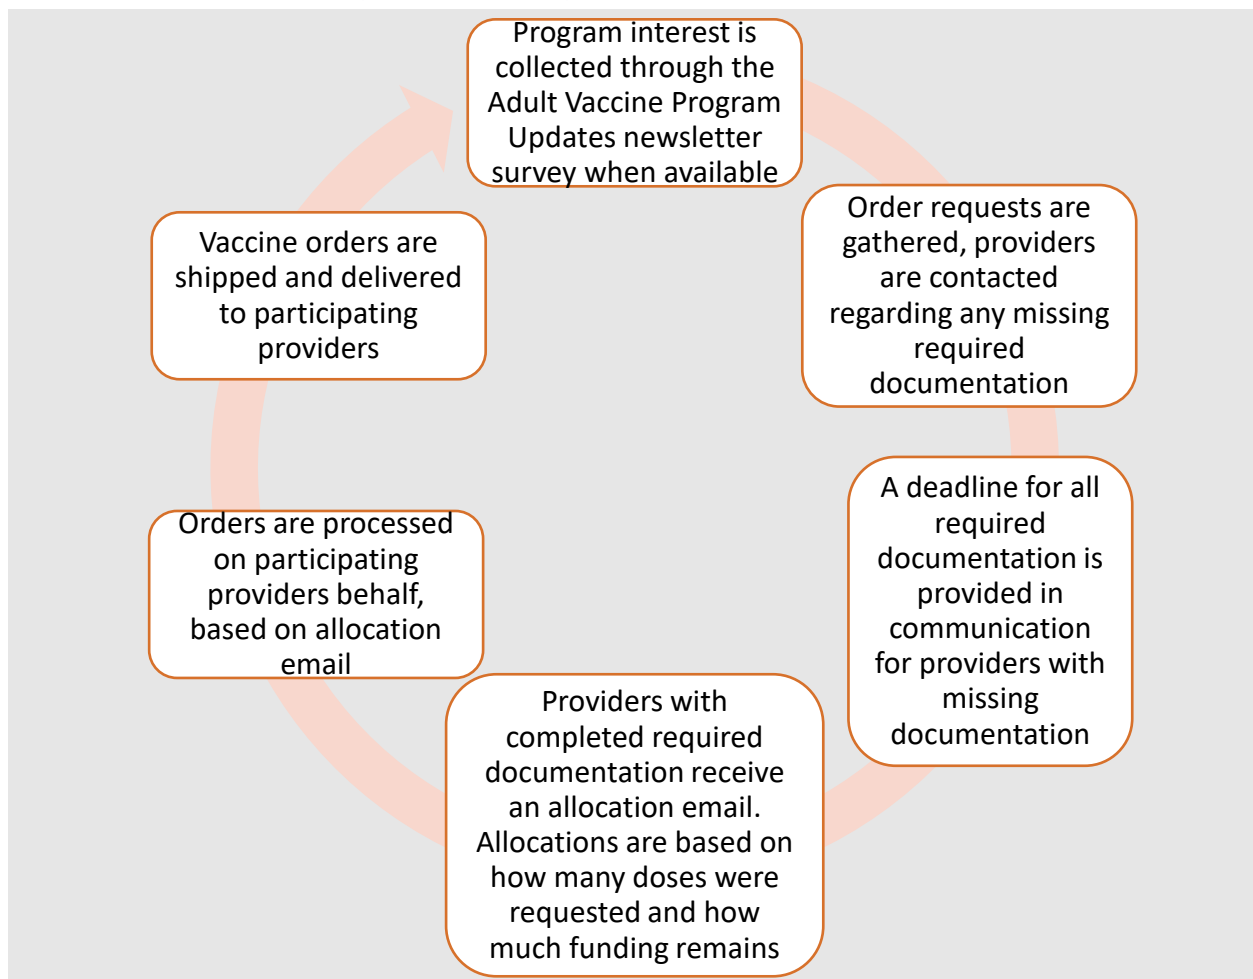 Program interest is
collected through the
Adult Vaccine Program
Updates newsletter
survey when available
Order requests are
gathered, providers
are contacted
regarding any missing
required
documentation
A deadline for all
required
documentation is
provided in
communication
for providers with
missing
documentation
Providers with
completed required
documentation receive
an allocation email.
Allocations are based on
how many doses were
requested and how
much funding remains
Orders are processed
on participating
providers behalf,
based on allocation
email
Vaccine orders are
shipped and delivered
to participating
providers